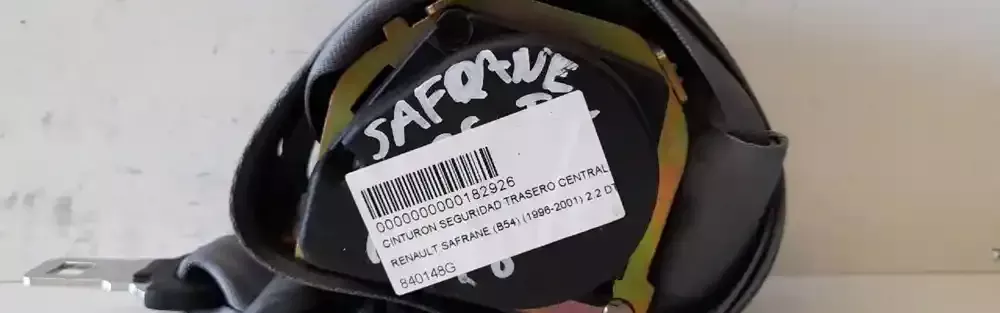 SAFRANE
0000000000182926
CINTURON SEGURIDAD TRASERO CENTRAL
RENAULT SAFRANE (B54) (1996-2001) 2.2 DT
840148G